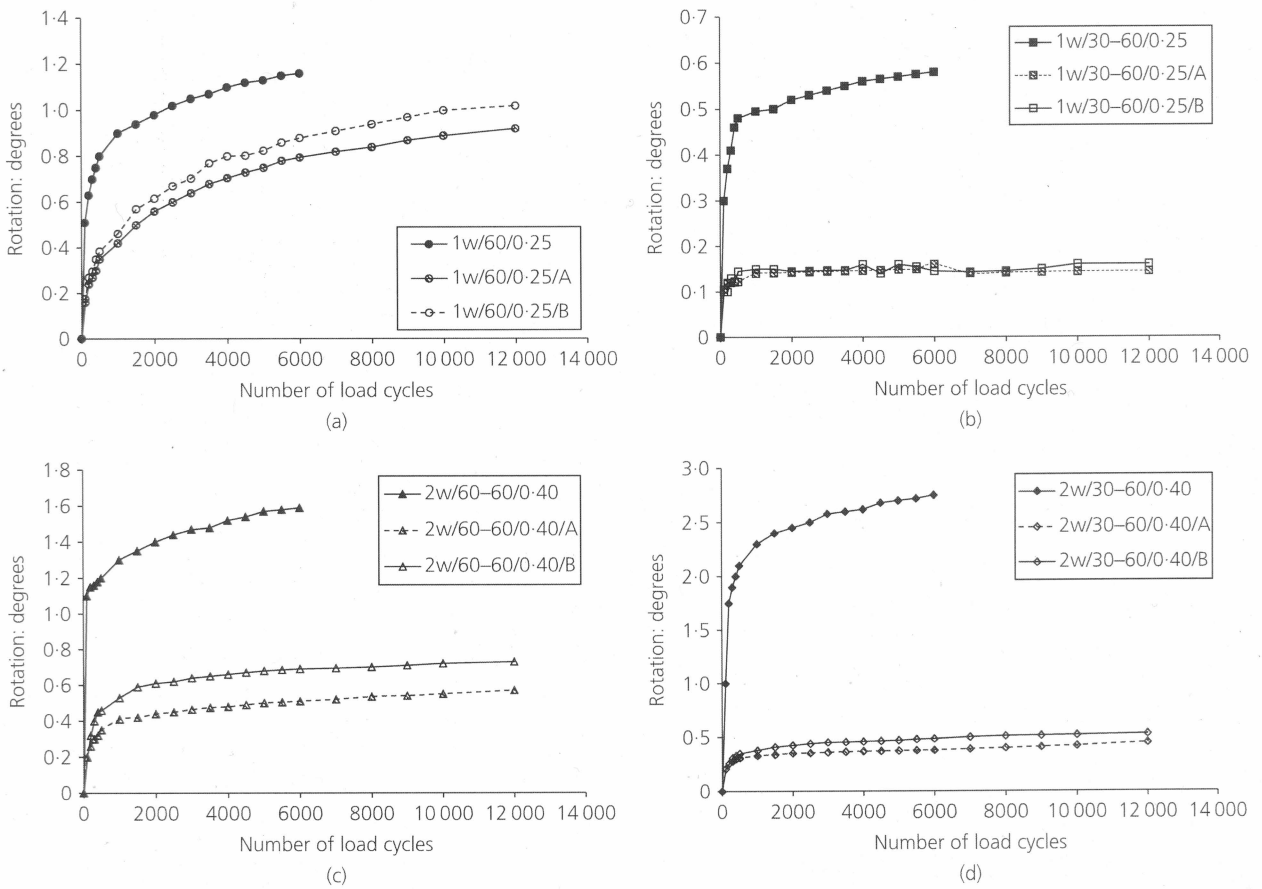 1·4
1·2
1·0
0·8
0·6
0·4
0·2
0
Rotation: degrees
1w/60/0·25
1w/60/0·25/A
1w/60/0·25/B
0 2000 4000 6000 8000 10 000 12 000 14 000
Number of load cycles
(a)
0·7
0·6
0·5
0·4
0·3
0·2
0·1
0
Rotation: degrees
1w/30–60/0·25
1w/30–60/0·25/A
1w/30–60/0·25/B
0 2000 4000 6000 8000 10 000 12 000 14 000
Number of load cycles
(b)
1·8
1·6
1·4
1·2
1·0
0·8
0·6
0·4
0·2
0
Rotation: degrees
2w/60–60/0·40
2w/60–60/0·40/A
2w/60–60/0·40/B
0 2000 4000 6000 8000 10 000 12 000 14 000
Number of load cycles
(c)
3·0
2·5
2·0
1·5
1·0
0·5
0
Rotation: degrees
2w/30–60/0·40
2w/30–60/0·40/A
2w/30–60/0·40/B
0 2000 4000 6000 8000 10 000 12 000 14 000
Number of load cycles
(d)